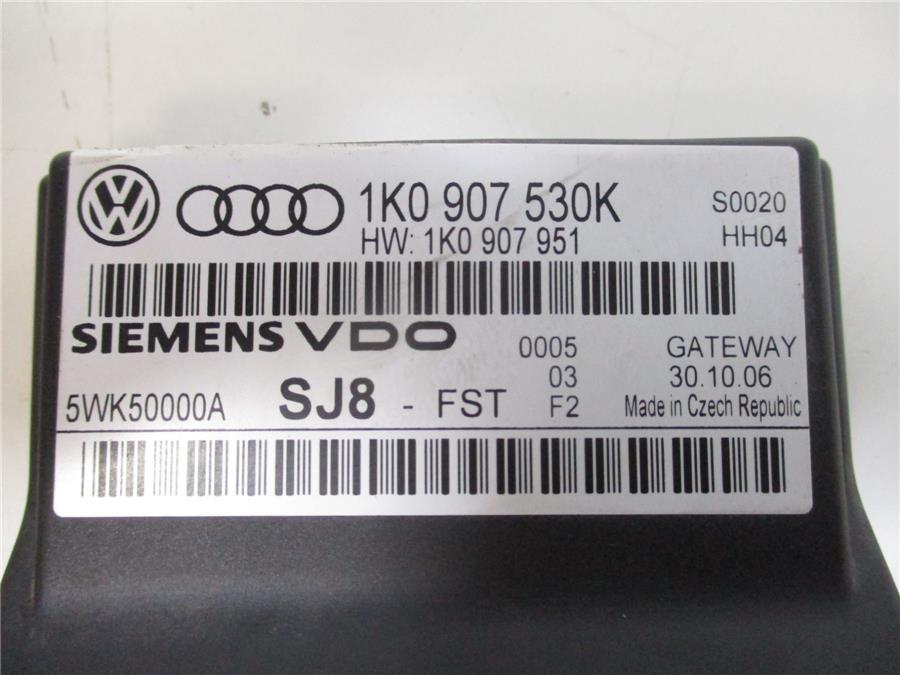 1K0 907 530K S0020
HW: 1K0 907 951 HH04
SIEMENS VDO 0005 GATEWAY
03 30.10.06
5WK50000A SJ8 - FST F2 Made in Czech Republic